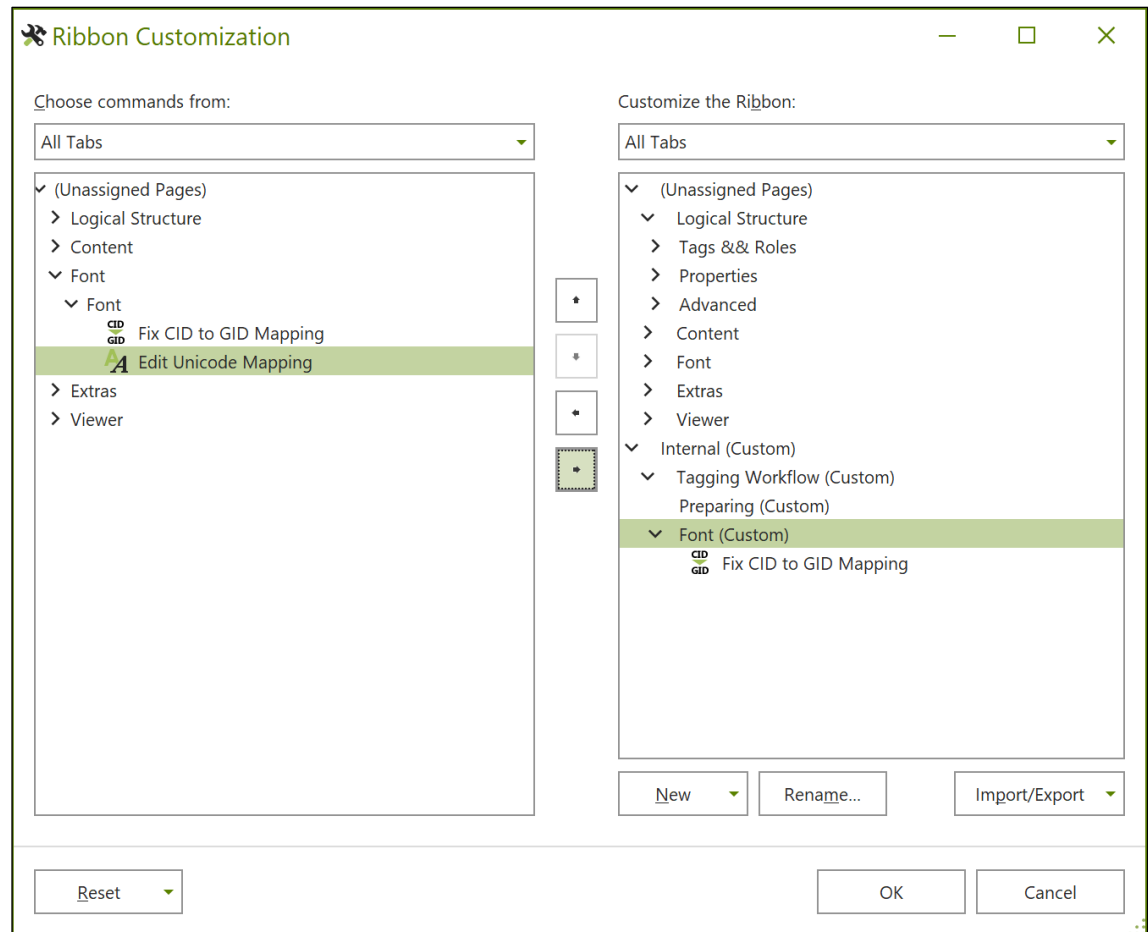 Ribbon Customization
Choose commands from:
All Tabs
(Unassigned Pages)
Logical Structure
Content
Font
Font
CID GID Fix CID to GID Mapping
AA Edit Unicode Mapping
Extras
Viewer
Customize the Ribbon:
All Tabs
(Unassigned Pages)
Logical Structure
Tags && Roles
Properties
Advanced
Content
Font
Extras
Viewer
Internal (Custom)
Tagging Workflow (Custom)
Preparing (Custom)
Font (Custom)
CID GID Fix CID to GID Mapping
New
Rename...
Import/Export
Reset
OK
Cancel